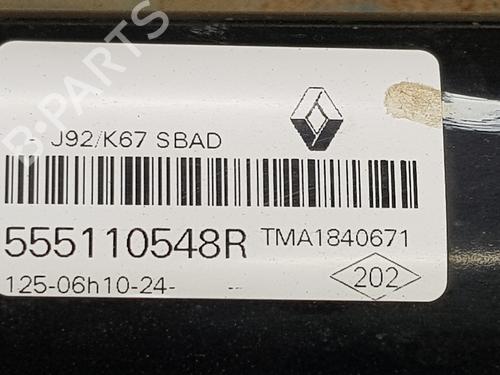 J92/K67 SBAD
555110548R TMA1840671
125-06h10-24-
202
B-PARTS